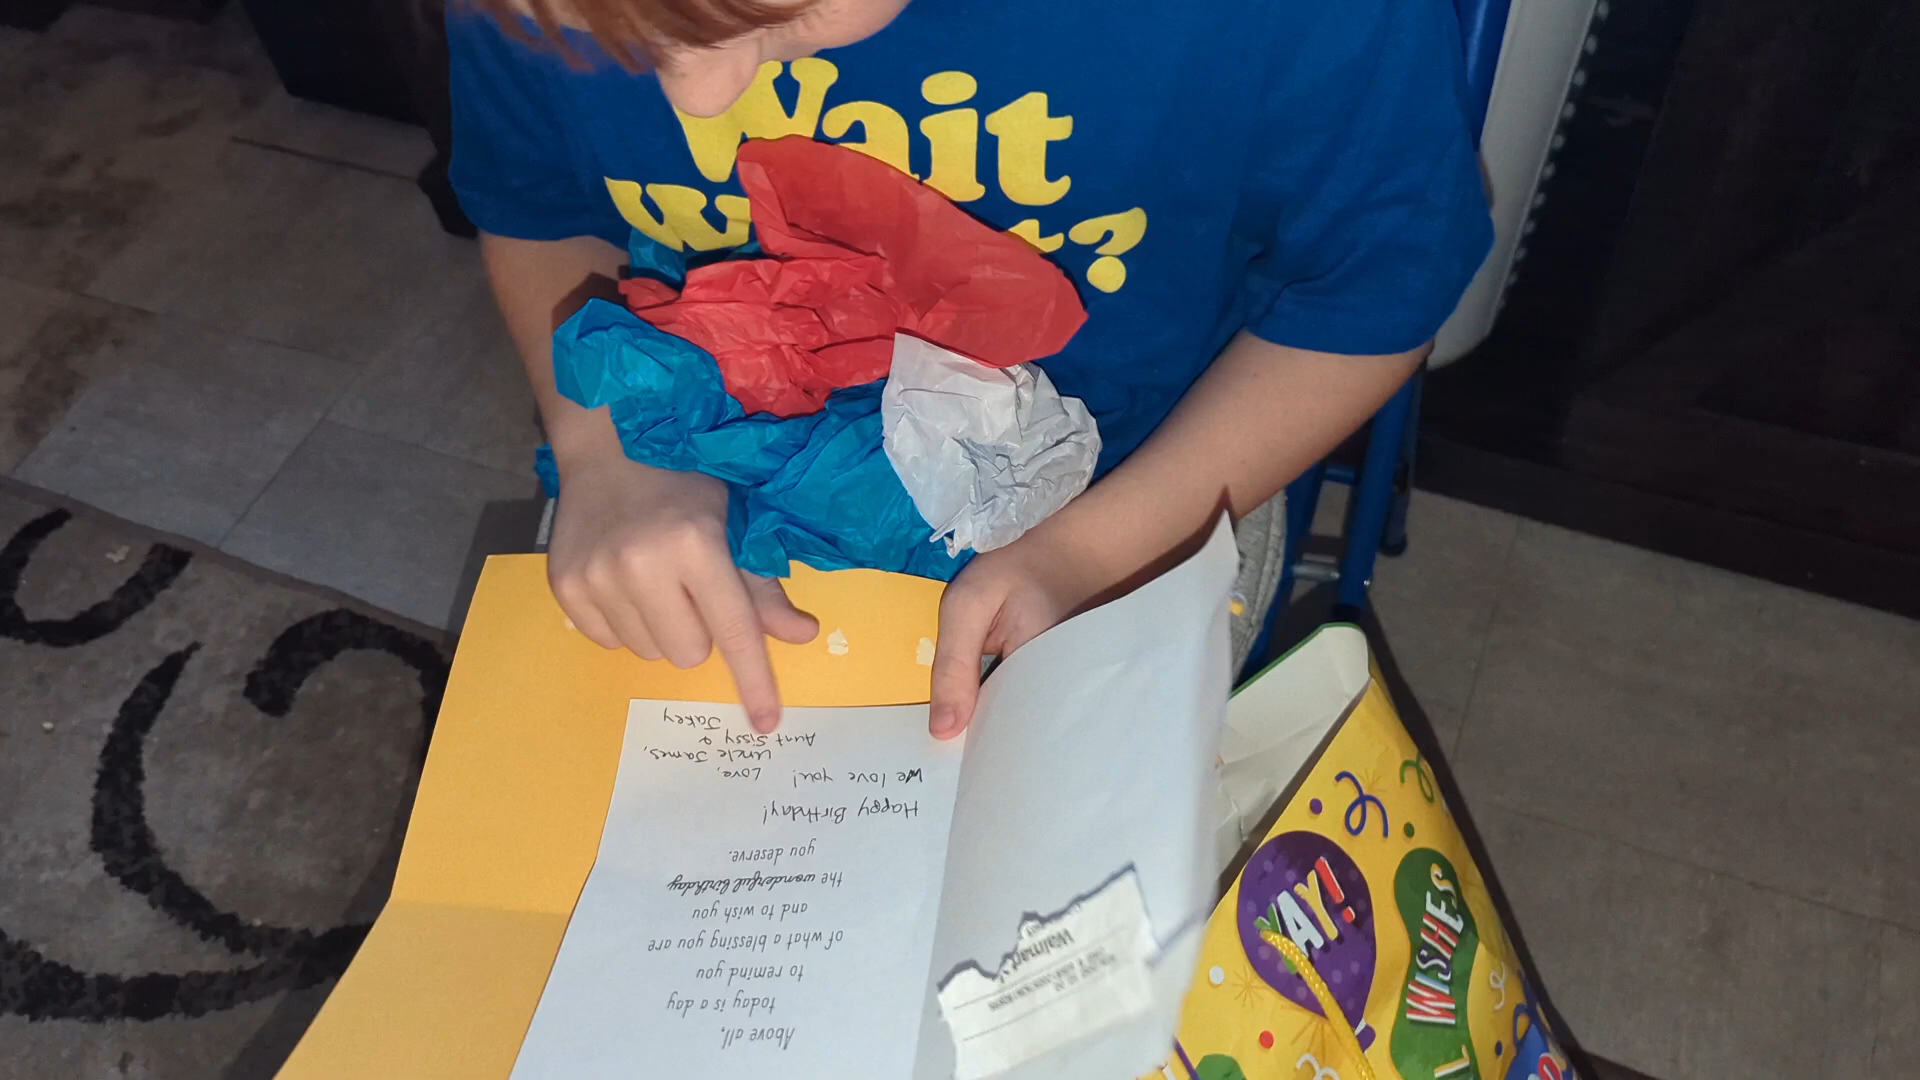 Wait
Above all,
today is a day
to remind you
of what a blessing you are
and to wish you
the wonderful birthday
you deserve.
Happy Birthday!
We love you!
Love,
Uncle James,
Aunt Sissy &
Jakey
Walmart
YAY!
WISHES